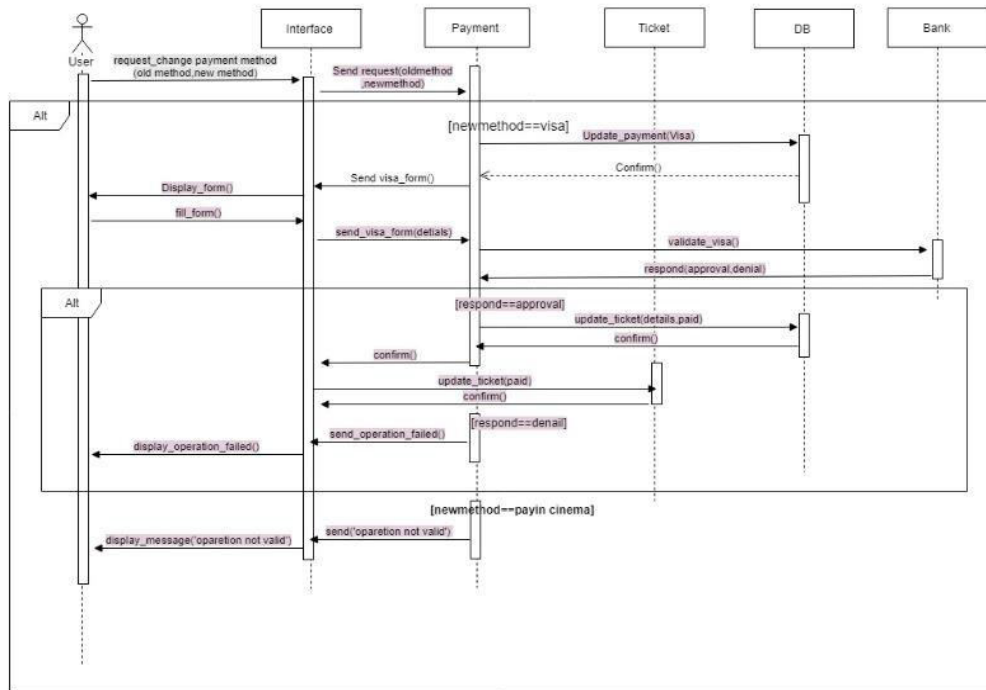 User
Interface
Payment
Ticket
DB
Bank
request_change payment method
(old method,new method)
Send request(oldmethod
,newmethod)
Alt
[newmethod==visa]
Update_payment(Visa)
Confirm()
Send visa_form()
Display_form()
fill_form()
send_visa_form(detials)
validate_visa()
respond(approval,denial)
Alt
[respond==approval]
update_ticket(details,paid)
confirm()
confirm()
update_ticket(paid)
confirm()
[respond==denail]
send_operation_failed()
display_operation_failed()
[newmethod==payin cinema]
send('oparetion not valid')
display_message('oparetion not valid')